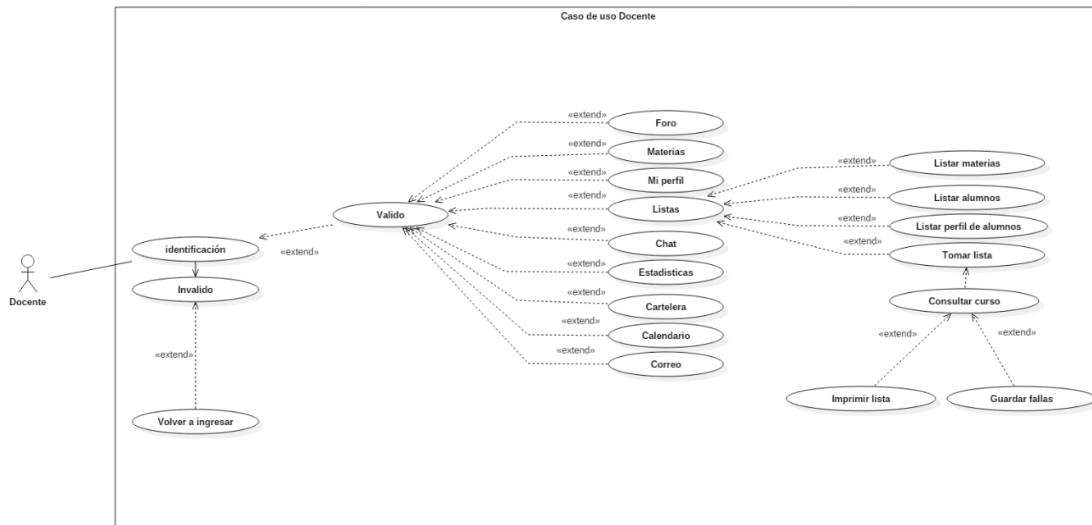 Caso de uso Docente
«extend»
Foro
«extend»
Materias
«extend»
Mi perfil
«extend»
Listas
«extend»
Chat
«extend»
Estadisticas
«extend»
Cartelera
«extend»
Calendario
«extend»
Correo
Valido
«extend»
identificación
Invalido
«extend»
Volver a ingresar
Docente
«extend»
Listar materias
«extend»
Listar alumnos
«extend»
Listar perfil de alumnos
«extend»
Tomar lista
Consultar curso
«extend»
«extend»
Imprimir lista
Guardar fallas